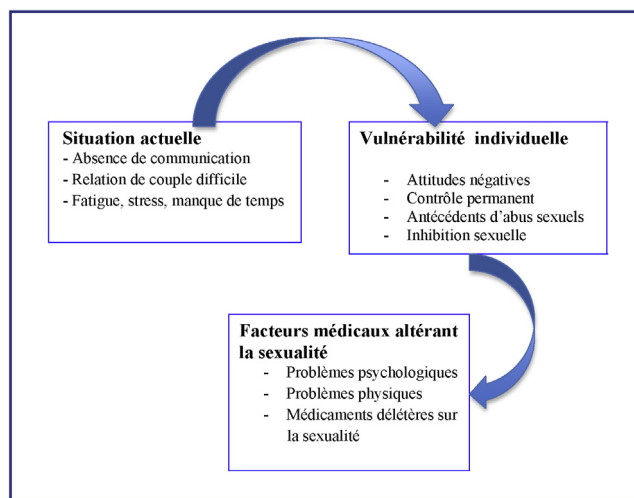 Situation actuelle
- Absence de communication
- Relation de couple difficile
- Fatigue, stress, manque de temps
Vulnérabilité individuelle
- Attitudes négatives
- Contrôle permanent
- Antécédents d'abus sexuels
- Inhibition sexuelle
Facteurs médicaux altérant
la sexualité
- Problèmes psychologiques
- Problèmes physiques
- Médicaments délétères sur
la sexualité